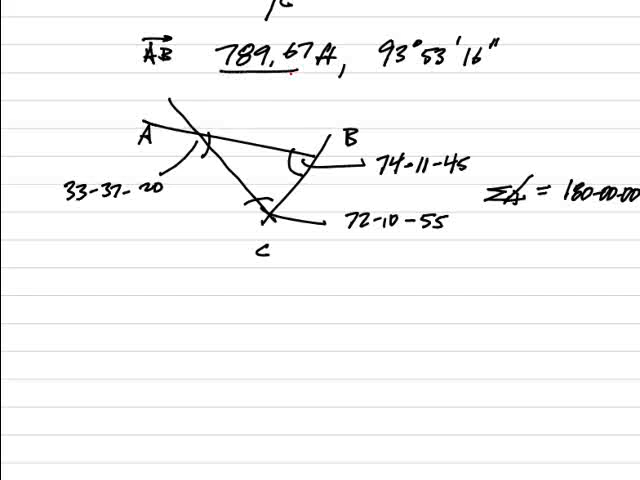 AB 789.67 ft, 93°53'16"
A
B
74-11-45
33-37-20
Σ∡ = 180-00-00
72-10-55
C